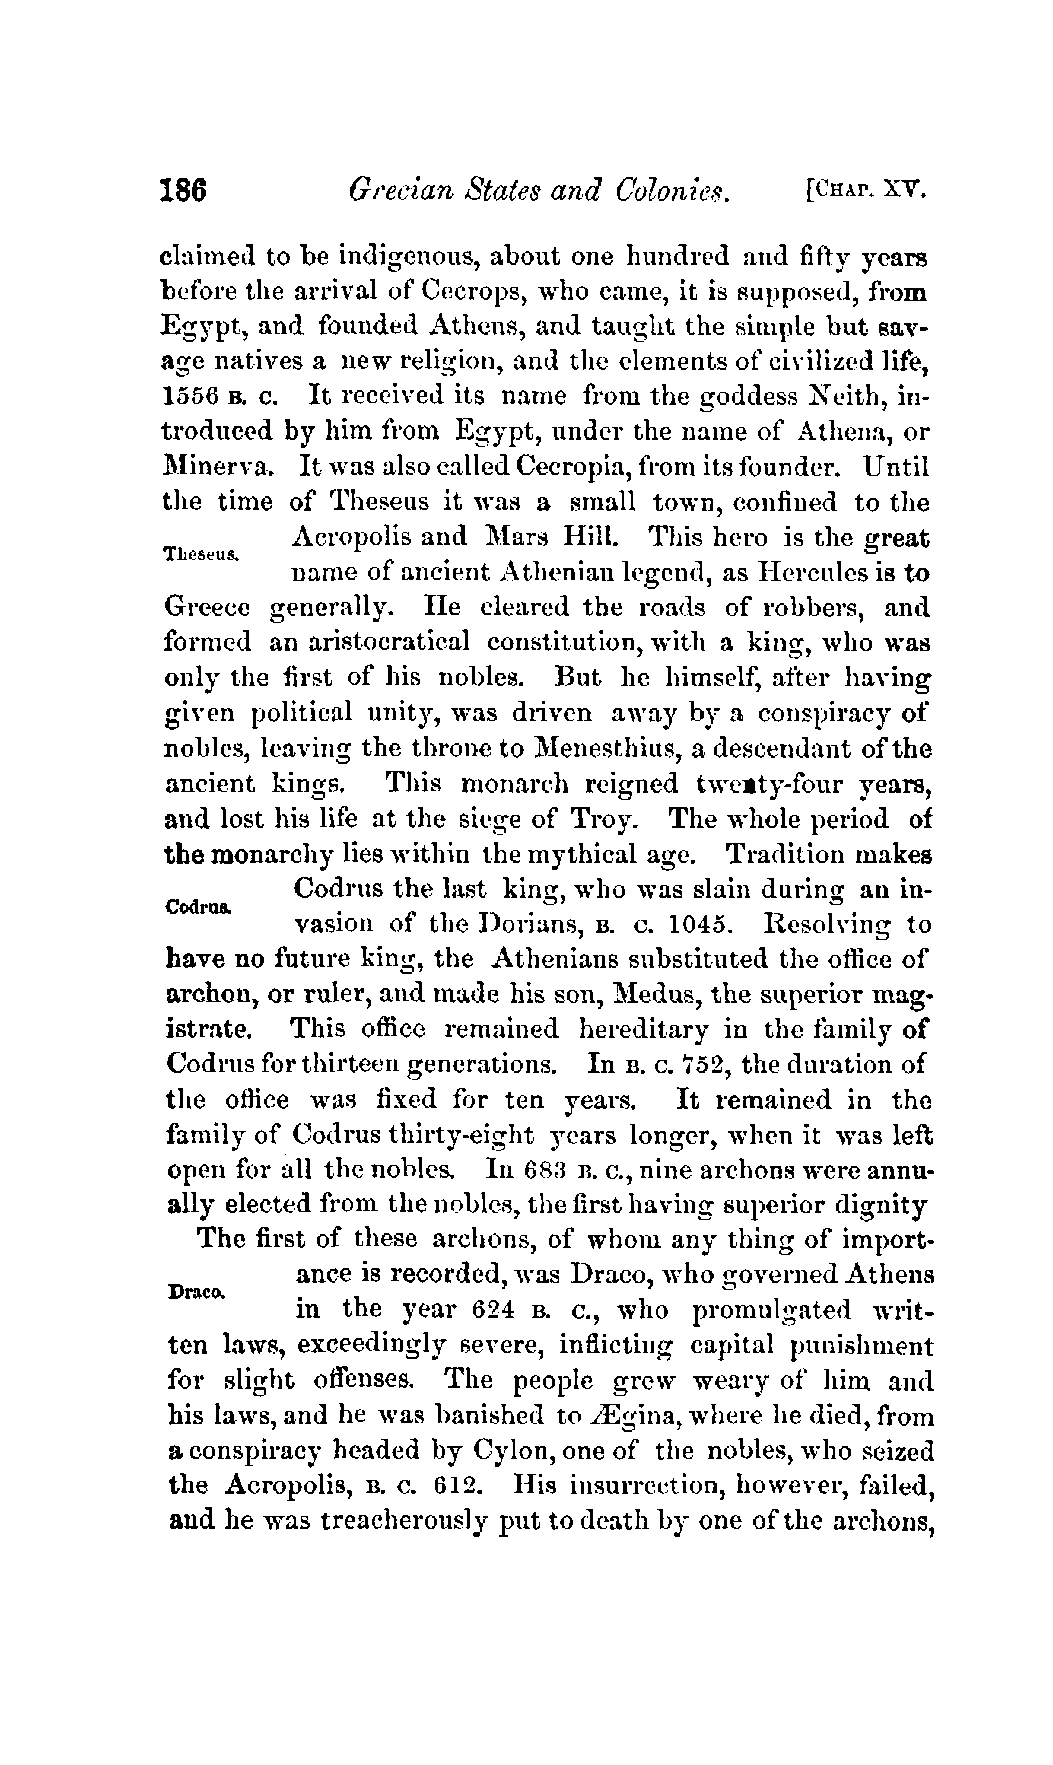 186 Grecian States and Colonies. [CHAP. XV.
claimed to be indigenous, about one hundred and fifty years
before the arrival of Cecrops, who came, it is supposed, from
Egypt, and founded Athens, and taught the simple but sav-
age natives a new religion, and the elements of civilized life,
1556 B. C. It received its name from the goddess Neith, in-
troduced by him from Egypt, under the name of Athena, or
Minerva. It was also called Cecropia, from its founder. Until
the time of Theseus it was a small town, confined to the
Acropolis and Mars Hill. This hero is the great
Theseus.
name of ancient Athenian legend, as Hercules is to
Greece generally. He cleared the roads of robbers, and
formed an aristocratical constitution, with a king, who was
only the first of his nobles. But he himself, after having
given political unity, was driven away by a conspiracy of
nobles, leaving the throne to Menesthius, a descendant of the
ancient kings. This monarch reigned twenty-four years,
and lost his life at the siege of Troy. The whole period of
the monarchy lies within the mythical age. Tradition makes
Codrus the last king, who was slain during an in-
Codrus.
vasion of the Dorians, B. C. 1045. Resolving to
have no future king, the Athenians substituted the office of
archon, or ruler, and made his son, Medus, the superior mag-
istrate. This office remained hereditary in the family of
Codrus for thirteen generations. In B. C. 752, the duration of
the office was fixed for ten years. It remained in the
family of Codrus thirty-eight years longer, when it was left
open for all the nobles. In 683 B. C., nine archons were annu-
ally elected from the nobles, the first having superior dignity
The first of these archons, of whom any thing of import-
ance is recorded, was Draco, who governed Athens
Draco.
in the year 624 B. C., who promulgated writ-
ten laws, exceedingly severe, inflicting capital punishment
for slight offenses. The people grew weary of him and
his laws, and he was banished to Ægina, where he died, from
a conspiracy headed by Cylon, one of the nobles, who seized
the Acropolis, B. C. 612. His insurrection, however, failed,
and he was treacherously put to death by one of the archons,